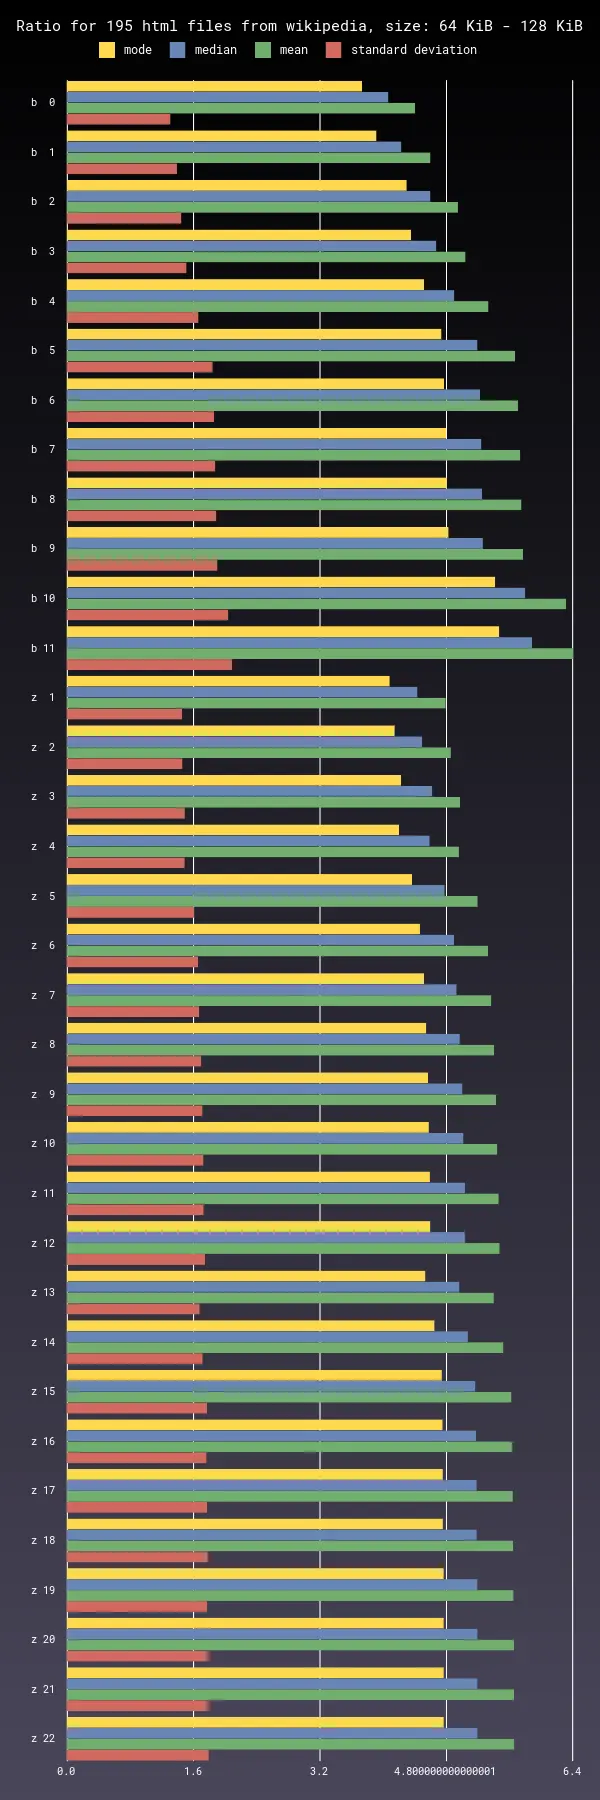 Ratio for 195 html files from wikipedia, size: 64 KiB - 128 KiB
mode median mean standard deviation
b 0
b 1
b 2
b 3
b 4
b 5
b 6
b 7
b 8
b 9
b 10
b 11
z 1
z 2
z 3
z 4
z 5
z 6
z 7
z 8
z 9
z 10
z 11
z 12
z 13
z 14
z 15
z 16
z 17
z 18
z 19
z 20
z 21
z 22
0.0 1.6 3.2 4.800000000000001 6.4